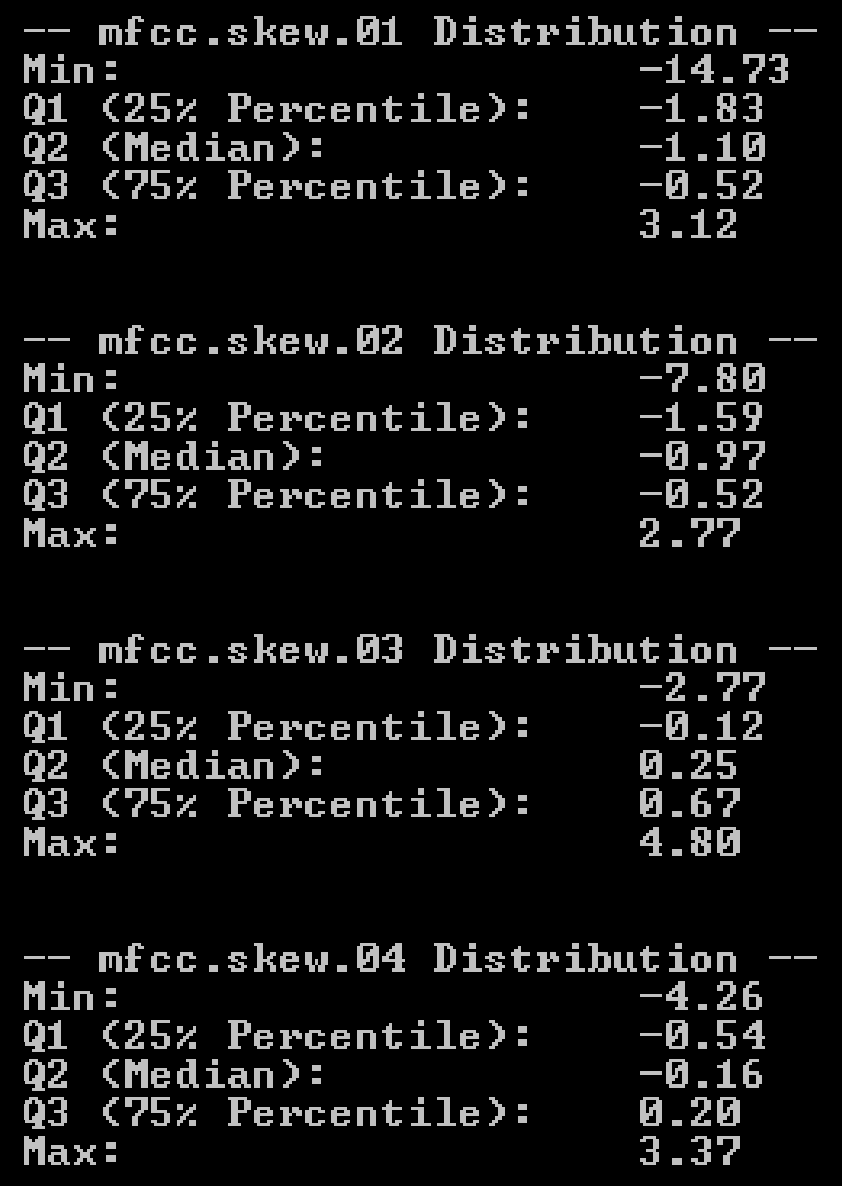 -- mfcc.skew.01 Distribution --
Min: -14.73
Q1 (25% Percentile): -1.83
Q2 (Median): -1.10
Q3 (75% Percentile): -0.52
Max: 3.12
-- mfcc.skew.02 Distribution --
Min: -7.80
Q1 (25% Percentile): -1.59
Q2 (Median): -0.97
Q3 (75% Percentile): -0.52
Max: 2.77
-- mfcc.skew.03 Distribution --
Min: -2.77
Q1 (25% Percentile): -0.12
Q2 (Median): 0.25
Q3 (75% Percentile): 0.67
Max: 4.80
-- mfcc.skew.04 Distribution --
Min: -4.26
Q1 (25% Percentile): -0.54
Q2 (Median): -0.16
Q3 (75% Percentile): 0.20
Max: 3.37